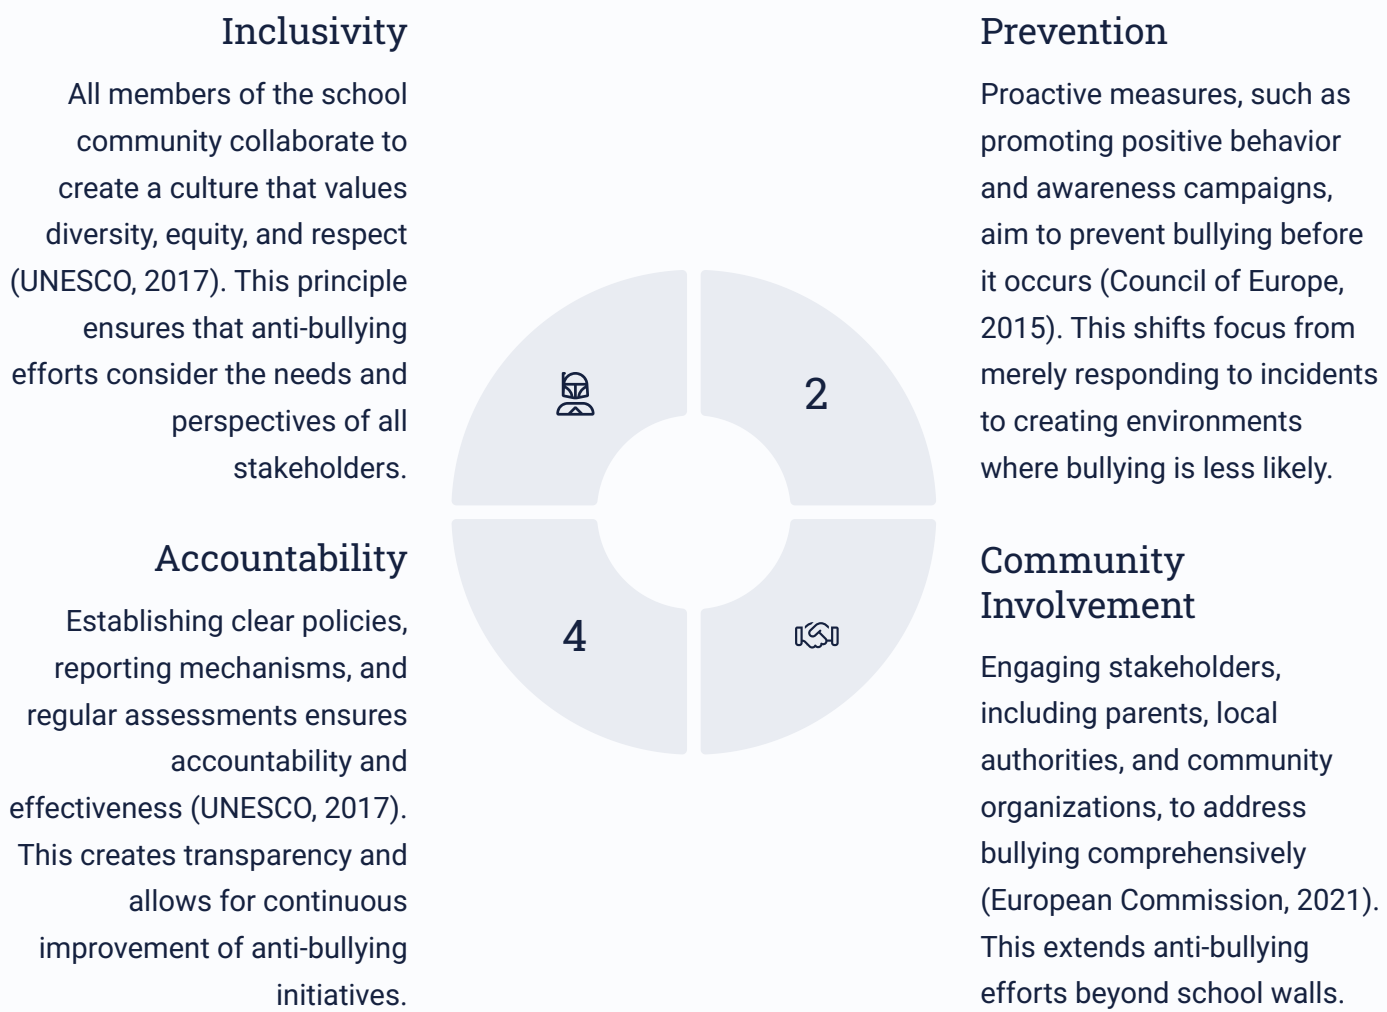 Inclusivity
All members of the school
community collaborate to
create a culture that values
diversity, equity, and respect
(UNESCO, 2017). This principle
ensures that anti-bullying
efforts consider the needs and
perspectives of all
stakeholders.
Prevention
Proactive measures, such as
promoting positive behavior
and awareness campaigns,
aim to prevent bullying before
it occurs (Council of Europe,
2015). This shifts focus from
merely responding to incidents
to creating environments
where bullying is less likely.
2
4
Accountability
Establishing clear policies,
reporting mechanisms, and
regular assessments ensures
accountability and
effectiveness (UNESCO, 2017).
This creates transparency and
allows for continuous
improvement of anti-bullying
initiatives.
Community
Involvement
Engaging stakeholders,
including parents, local
authorities, and community
organizations, to address
bullying comprehensively
(European Commission, 2021).
This extends anti-bullying
efforts beyond school walls.